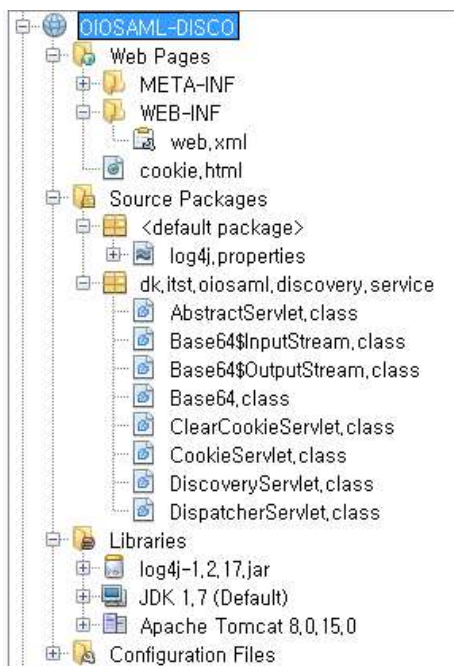 OIOSAML-DISCO
Web Pages
META-INF
WEB-INF
web.xml
cookie.html
Source Packages
<default package>
log4j.properties
dk.itst.oiosaml.discovery.service
AbstractServlet.class
Base64$InputStream.class
Base64$OutputStream.class
Base64.class
ClearCookieServlet.class
CookieServlet.class
DiscoveryServlet.class
DispatcherServlet.class
Libraries
log4j-1.2.17.jar
JDK 1.7 (Default)
Apache Tomcat 8.0.15.0
Configuration Files